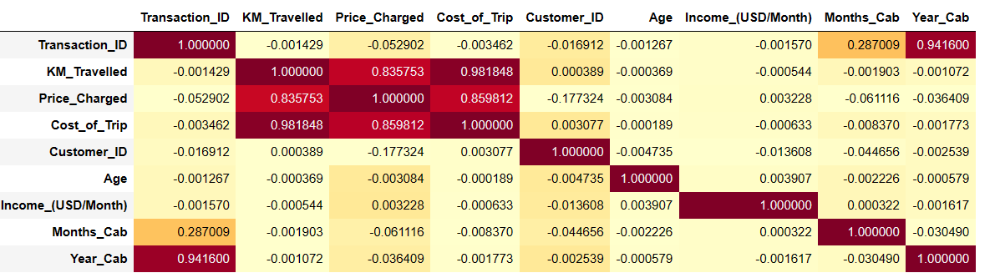 Transaction_ID KM_Travelled Price_Charged Cost_of_Trip Customer_ID Age Income_(USD/Month) Months_Cab Year_Cab
Transaction_ID 1.000000 -0.001429 -0.052902 -0.003462 -0.016912 -0.001267 -0.001570 0.287009 0.941600
KM_Travelled -0.001429 1.000000 0.835753 0.981848 0.000389 -0.000369 -0.000544 -0.001903 -0.001072
Price_Charged -0.052902 0.835753 1.000000 0.859812 -0.177324 -0.003084 0.003228 -0.061116 -0.036409
Cost_of_Trip -0.003462 0.981848 0.859812 1.000000 0.003077 -0.000189 -0.000633 -0.008370 -0.001773
Customer_ID -0.016912 0.000389 -0.177324 0.003077 1.000000 -0.004735 -0.013608 -0.044656 -0.002539
Age -0.001267 -0.000369 -0.003084 -0.000189 -0.004735 1.000000 0.003907 -0.002226 -0.000579
Income_(USD/Month) -0.001570 -0.000544 0.003228 -0.000633 -0.013608 0.003907 1.000000 0.000322 -0.001617
Months_Cab 0.287009 -0.001903 -0.061116 -0.008370 -0.044656 -0.002226 0.000322 1.000000 -0.030490
Year_Cab 0.941600 -0.001072 -0.036409 -0.001773 -0.002539 -0.000579 -0.001617 -0.030490 1.000000